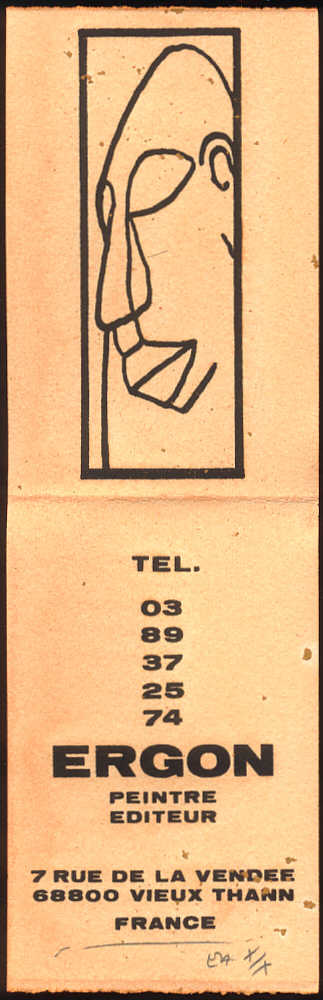 TEL.
03
89
37
25
74
ERGON
PEINTRE
EDITEUR
7 RUE DE LA VENDEE
68800 VIEUX THANN
FRANCE